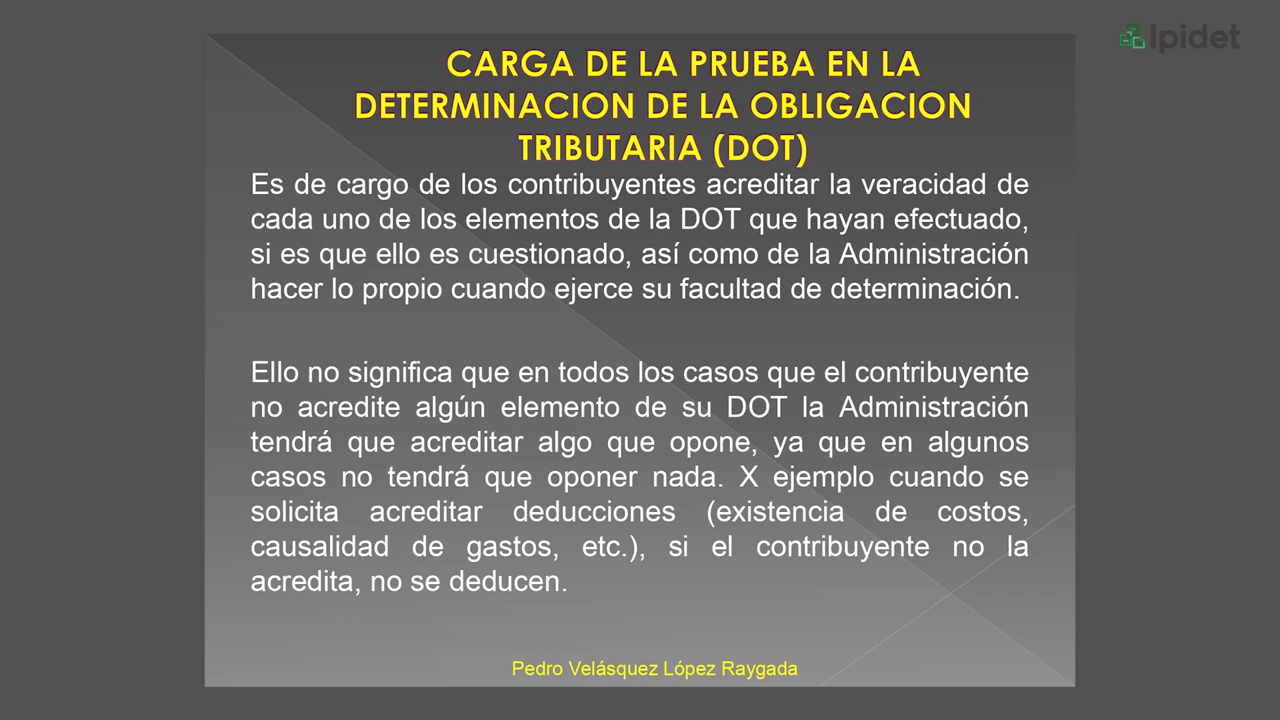 Ipidet
CARGA DE LA PRUEBA EN LA
DETERMINACION DE LA OBLIGACION
TRIBUTARIA (DOT)
Es de cargo de los contribuyentes acreditar la veracidad de
cada uno de los elementos de la DOT que hayan efectuado,
si es que ello es cuestionado, así como de la Administración
hacer lo propio cuando ejerce su facultad de determinación.
Ello no significa que en todos los casos que el contribuyente
no acredite algún elemento de su DOT la Administración
tendrá que acreditar algo que opone, ya que en algunos
casos no tendrá que oponer nada. X ejemplo cuando se
solicita acreditar deducciones (existencia de costos,
causalidad de gastos, etc.), si el contribuyente no la
acredita, no se deducen.
Pedro Velásquez López Raygada